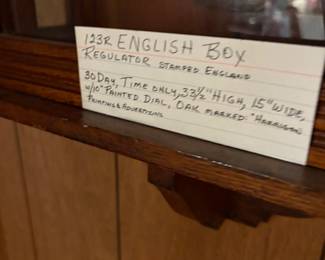 123R ENGLISH BOX
REGULATOR STAMPED ENGLAND
30 DAY, TIME ONLY, 33½" HIGH, 15" WIDE,
W/10" PAINTED DIAL, OAK MARKED: "HARRISON
PRINTING & ADVERTISING